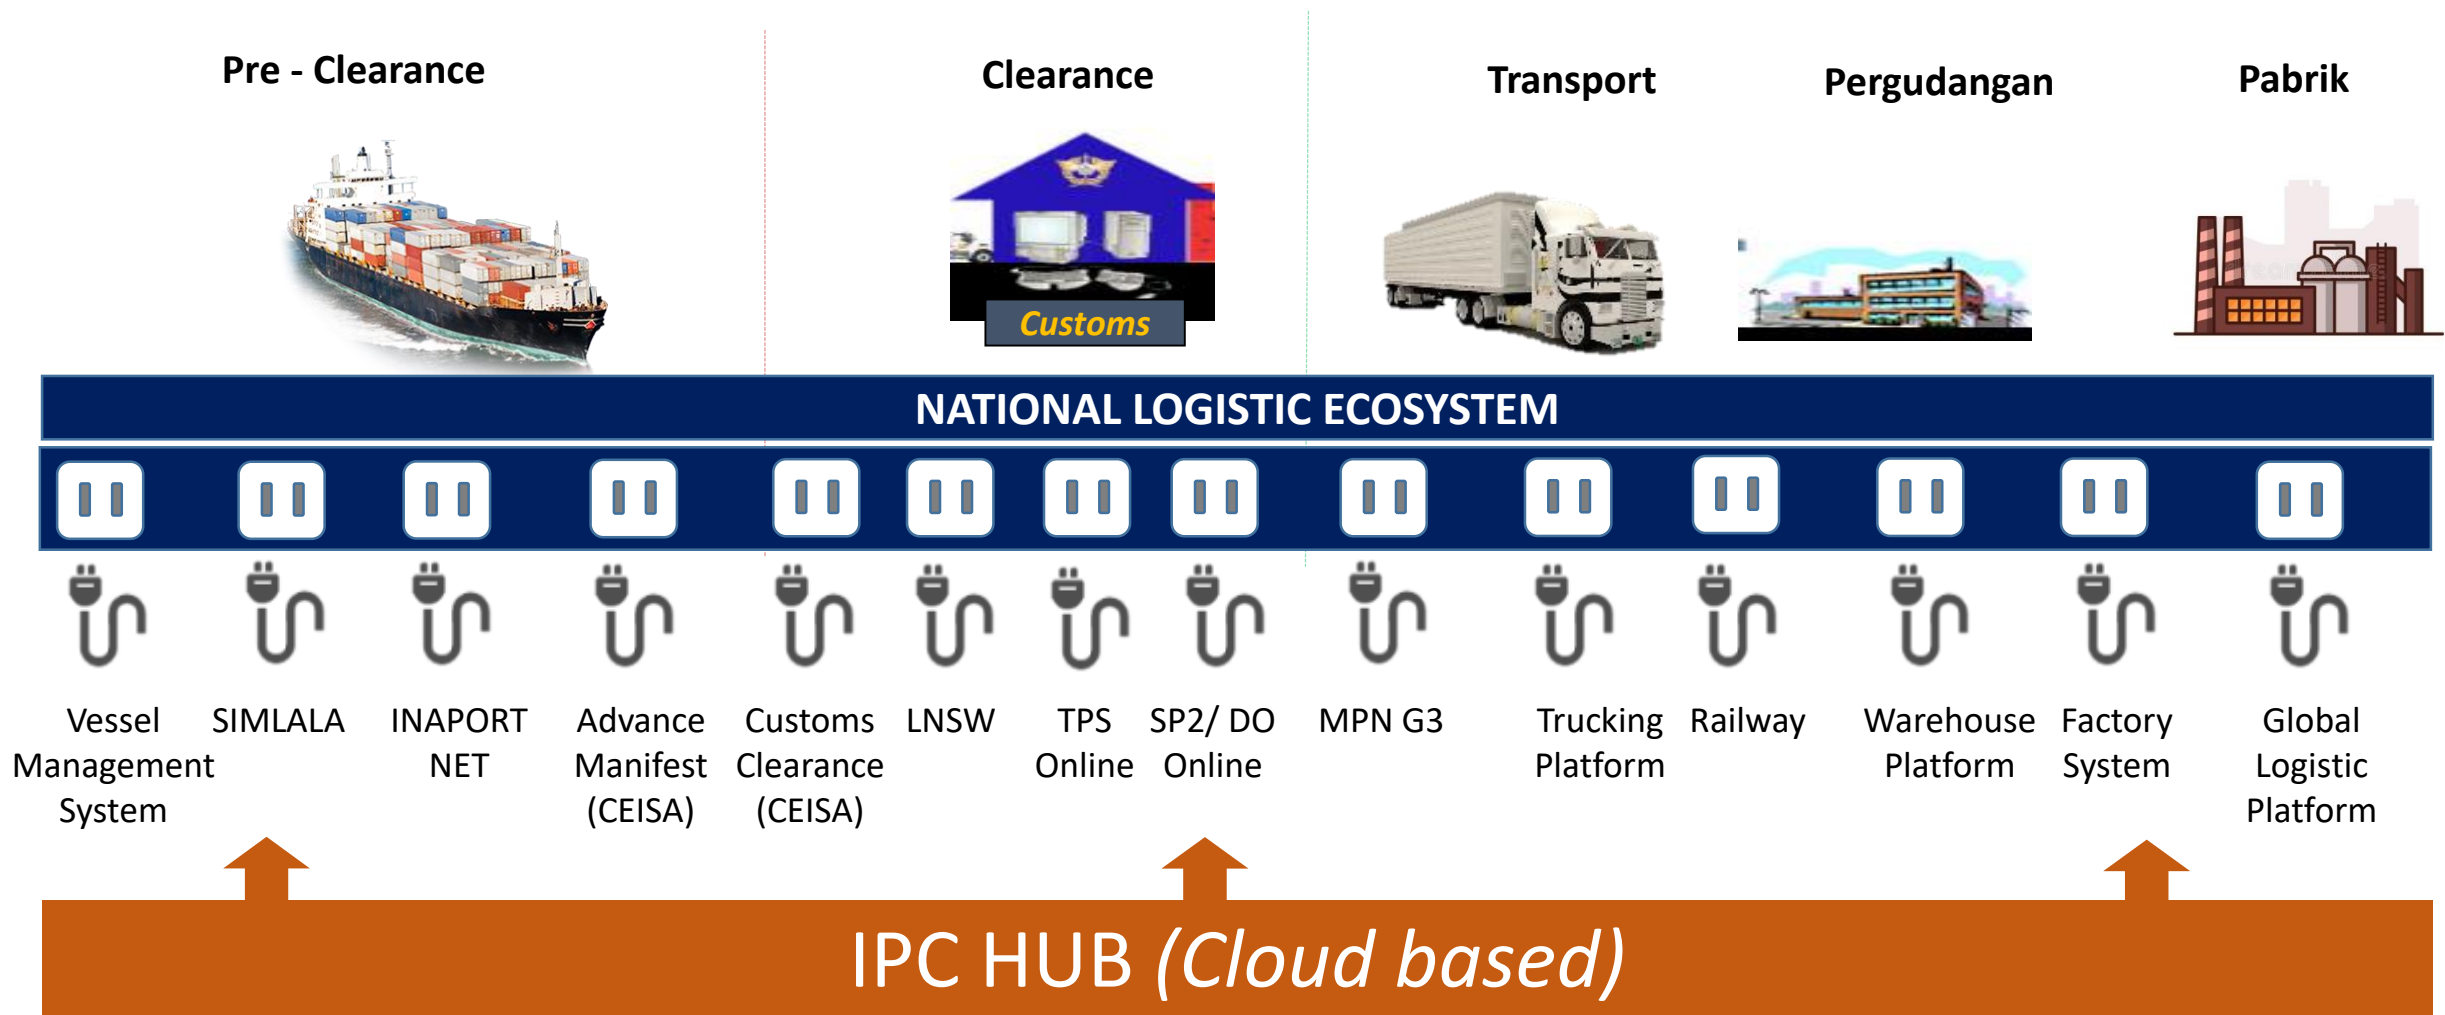 Pre - Clearance
Clearance
Transport
Pergudangan
Pabrik
Customs
NATIONAL LOGISTIC ECOSYSTEM
Vessel
Management
System
SIMLALA
INAPORT
NET
Advance
Manifest
(CEISA)
Customs
Clearance
(CEISA)
LNSW
TPS
Online
SP2/ DO
Online
MPN G3
Trucking
Platform
Railway
Warehouse
Platform
Factory
System
Global
Logistic
Platform
IPC HUB (Cloud based)